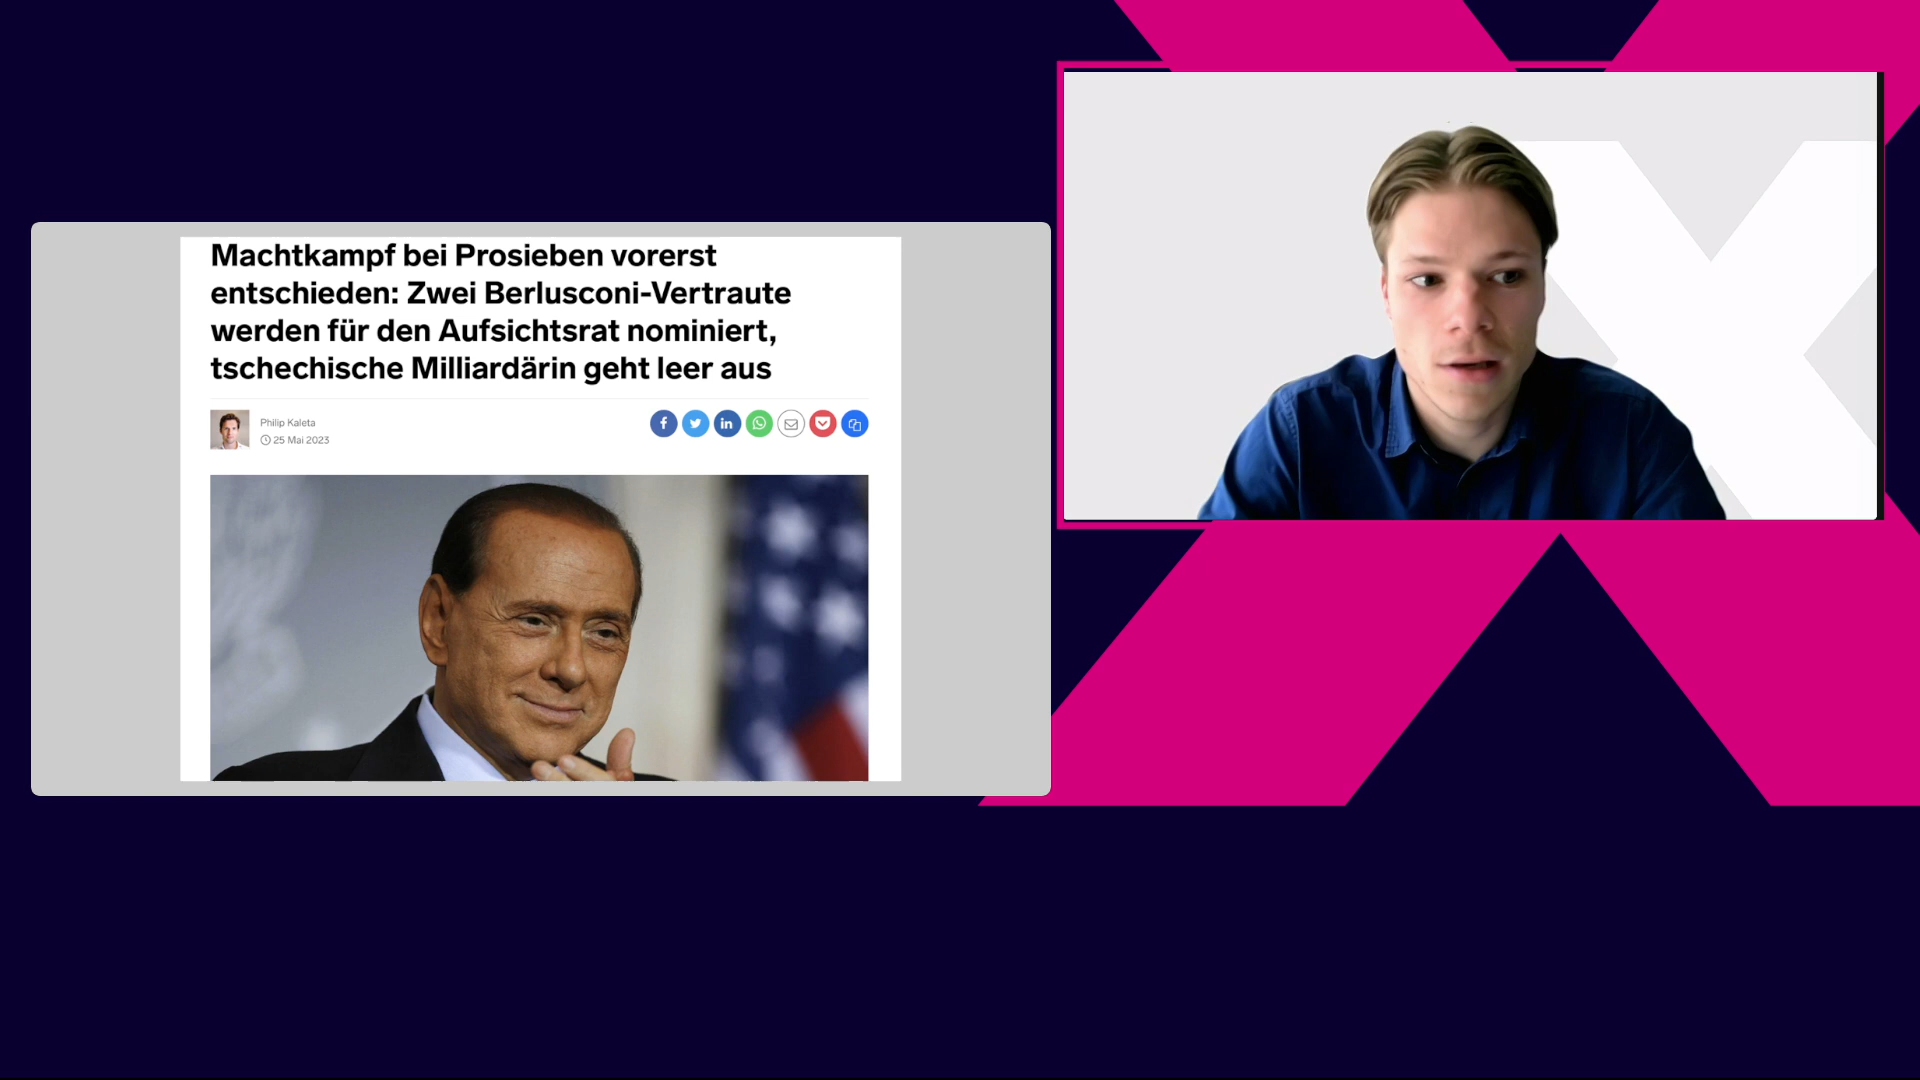 Machtkampf bei Prosieben vorerst
entschieden: Zwei Berlusconi-Vertraute
werden für den Aufsichtsrat nominiert,
tschechische Milliardärin geht leer aus
Philip Kaleta
25 Mai 2023